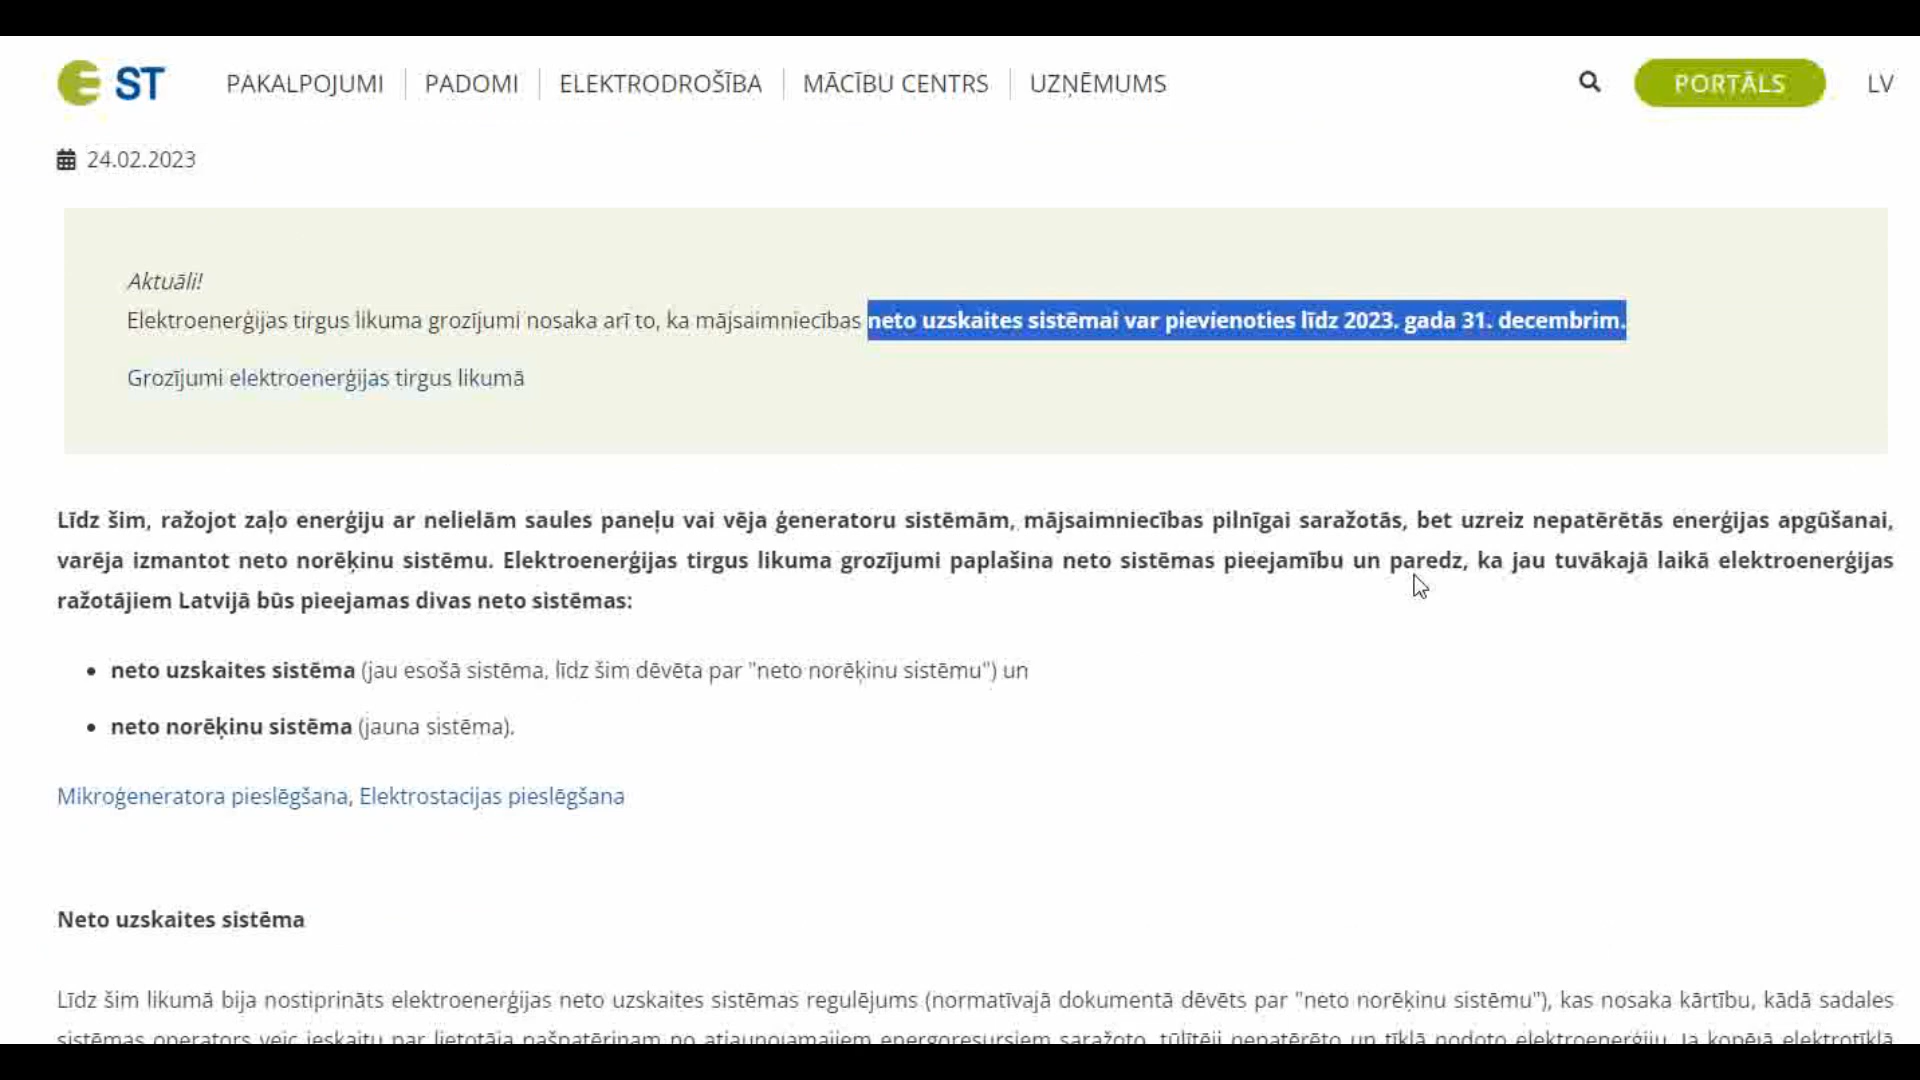 ST PAKALPOJUMI PADOMI ELEKTRODROŠĪBA MĀCĪBU CENTRS UZŅĒMUMS PORTĀLS LV
24.02.2023
Aktuāli!
Elektroenerģijas tirgus likuma grozījumi nosaka arī to, ka mājsaimniecības neto uzskaites sistēmai var pievienoties līdz 2023. gada 31. decembrim.
Grozījumi elektroenerģijas tirgus likumā
Līdz šim, ražojot zaļo enerģiju ar nelielām saules paneļu vai vēja ģeneratoru sistēmām, mājsaimniecības pilnīgai saražotās, bet uzreiz nepatērētās enerģijas apgūšanai,
varēja izmantot neto norēķinu sistēmu. Elektroenerģijas tirgus likuma grozījumi paplašina neto sistēmas pieejamību un paredz, ka jau tuvākajā laikā elektroenerģijas
ražotājiem Latvijā būs pieejamas divas neto sistēmas:
• neto uzskaites sistēma (jau esošā sistēma, līdz šim dēvēta par "neto norēķinu sistēmu") un
• neto norēķinu sistēma (jauna sistēma).
Mikroģeneratora pieslēgšana, Elektrostacijas pieslēgšana
Neto uzskaites sistēma
Līdz šim likumā bija nostiprināts elektroenerģijas neto uzskaites sistēmas regulējums (normatīvajā dokumentā dēvēts par "neto norēķinu sistēmu"), kas nosaka kārtību, kādā sadales
sistēmas operators veic ieskaitu par lietotāja pašpatēriņam no atjaunojamajiem energoresursiem saražoto, tūlītēji nepatērēto un tīklā nodoto elektroenerģiju. Ja kopējā elektrotīklā